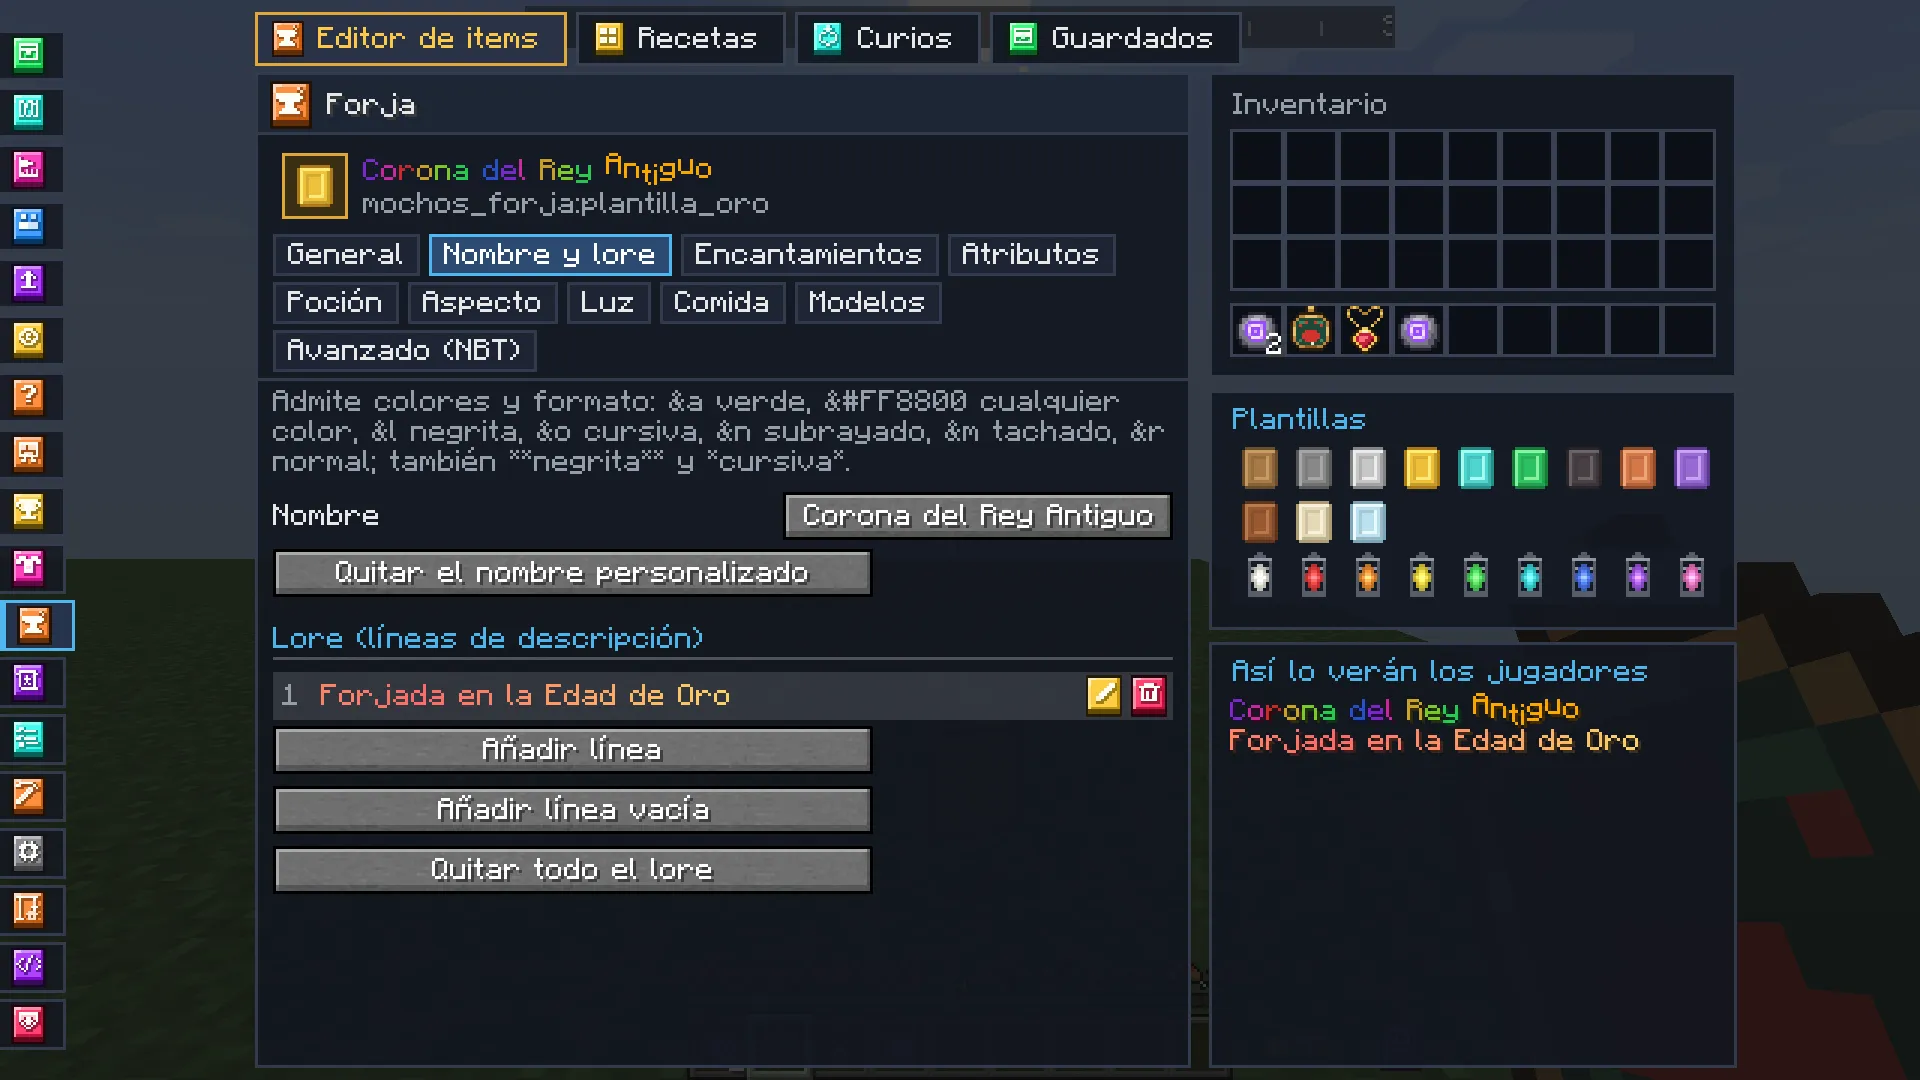 Editor de items
Recetas
Curios
Guardados
Forja
Corona del Rey Antiguo
mochos_forja:plantilla_oro
General
Nombre y lore
Encantamientos
Atributos
Poción
Aspecto
Luz
Comida
Modelos
Avanzado (NBT)
Admite colores y formato: &a verde, &#FF8800 cualquier
color, &l negrita, &o cursiva, &n subrayado, &m tachado, &r
normal; también **negrita** y *cursiva*.
Nombre
Corona del Rey Antiguo
Quitar el nombre personalizado
Lore (líneas de descripción)
1 Forjada en la Edad de Oro
Añadir línea
Añadir línea vacía
Quitar todo el lore
Inventario
2
Plantillas
Así lo verán los jugadores
Corona del Rey Antiguo
Forjada en la Edad de Oro